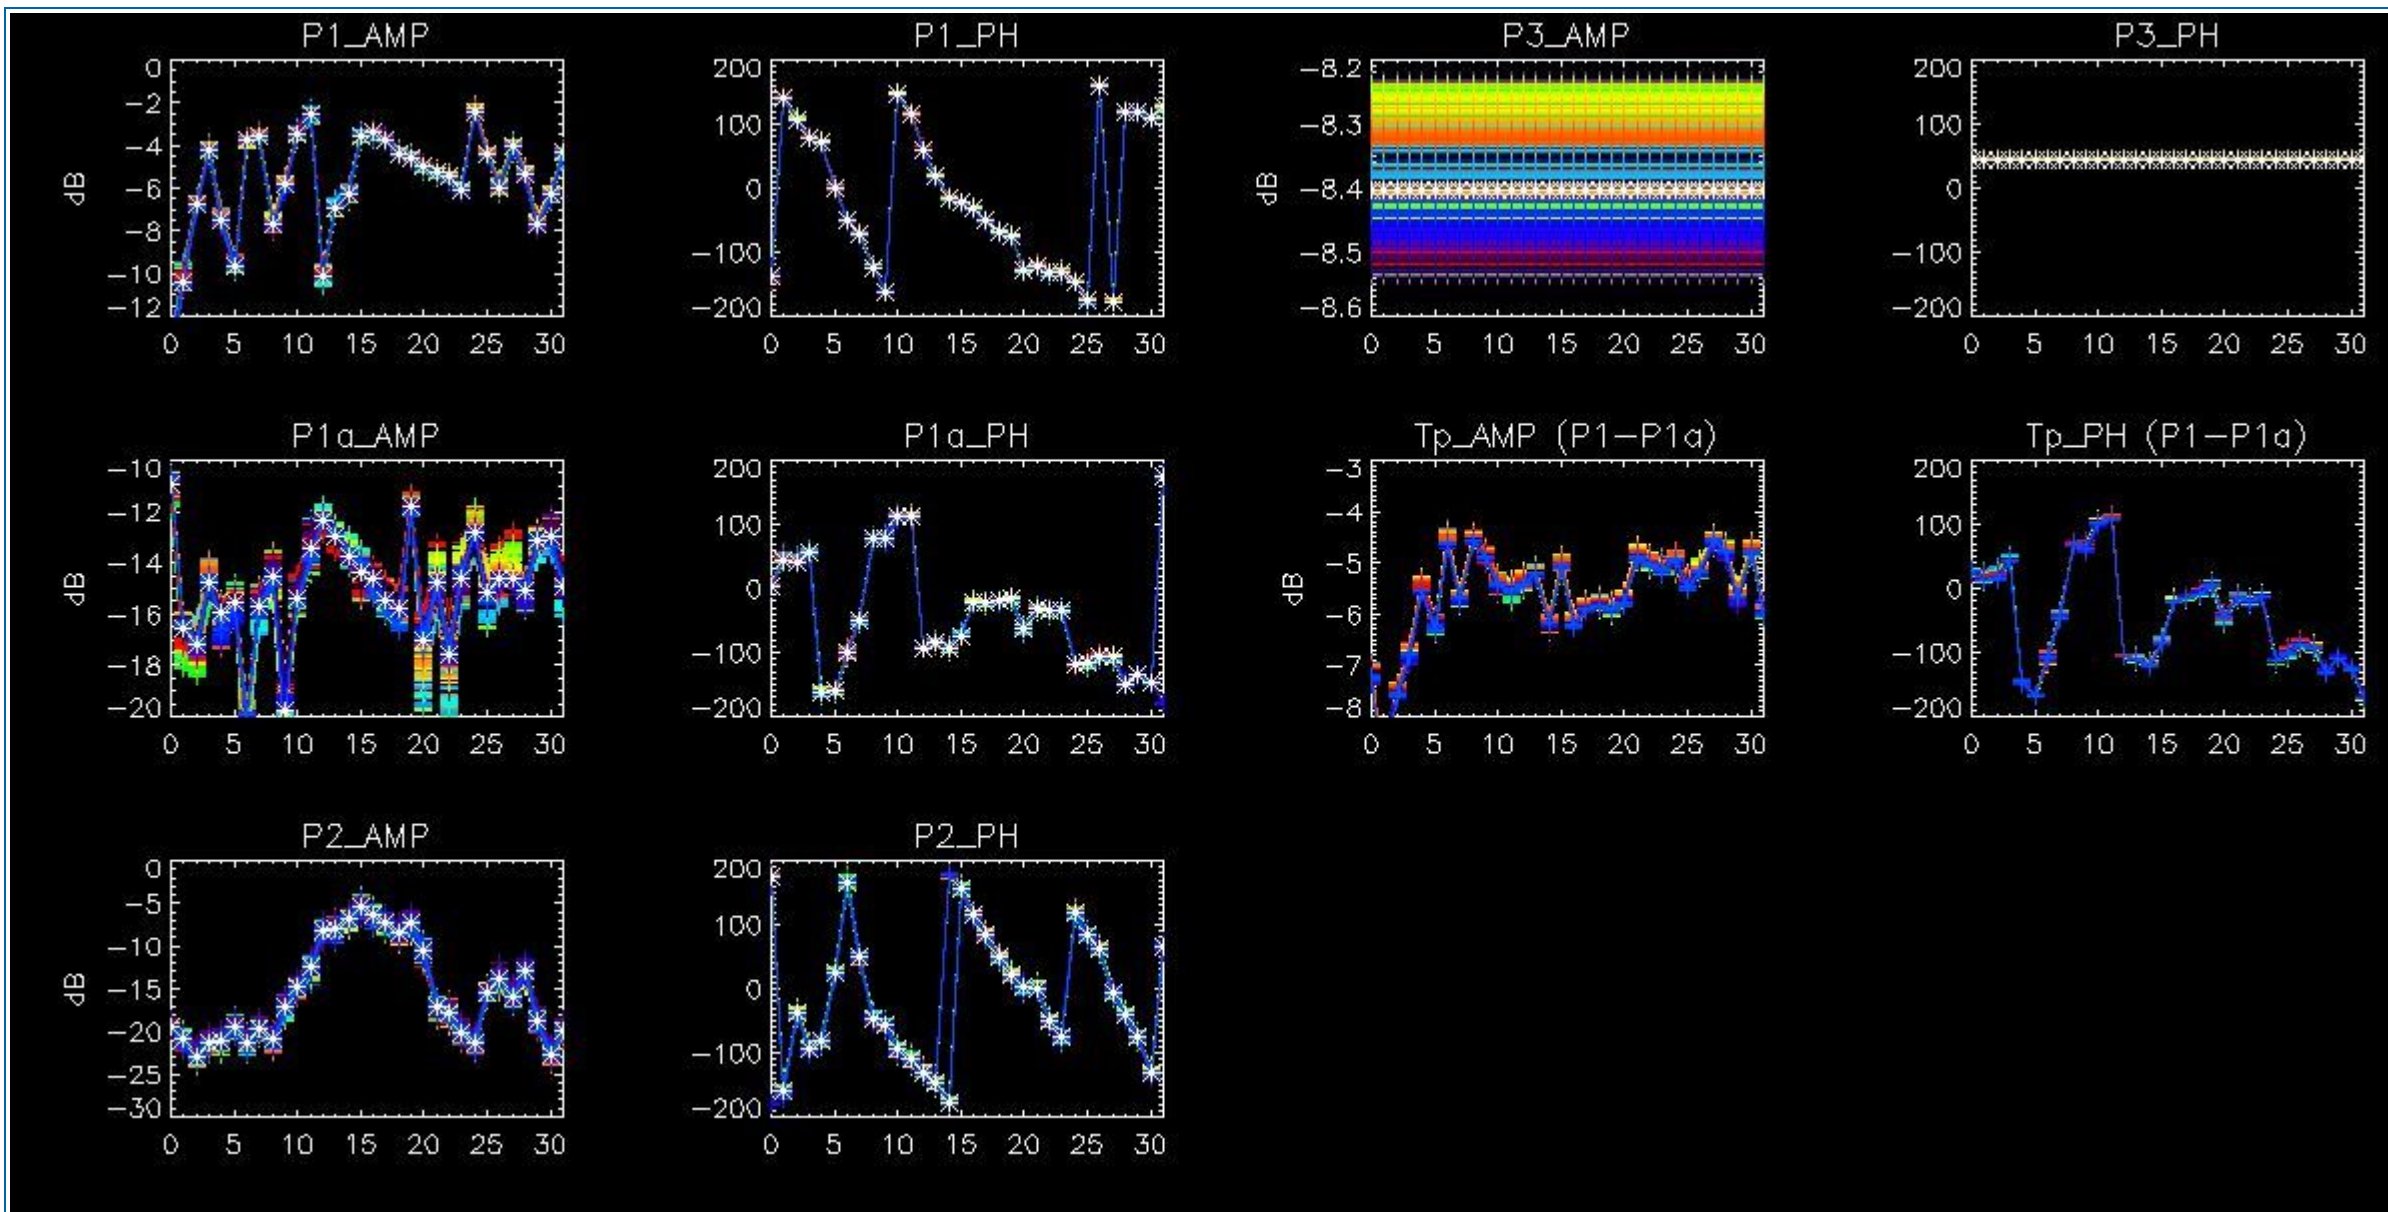 P1_AMP P1_PH P3_AMP P3_PH
0 200 −8.2 200
−2 100 −8.3 100
−4 0 −8.4 0
−6 −100 −8.5 −100
−8 −200 −8.6 −200
−10
−12
dB dB
0 5 10 15 20 25 30 0 5 10 15 20 25 30 0 5 10 15 20 25 30 0 5 10 15 20 25 30
P1a_AMP P1a_PH Tp_AMP (P1−P1a) Tp_PH (P1−P1a)
−10 200 −3 200
−12 100 −4 100
−14 0 −5 0
−16 −100 −6 −100
−18 −200 −7 −200
−20 −8
dB dB
0 5 10 15 20 25 30 0 5 10 15 20 25 30 0 5 10 15 20 25 30 0 5 10 15 20 25 30
P2_AMP P2_PH
0 200
−5 100
−10 0
−15 −100
−20 −200
−25
−30
dB
0 5 10 15 20 25 30 0 5 10 15 20 25 30